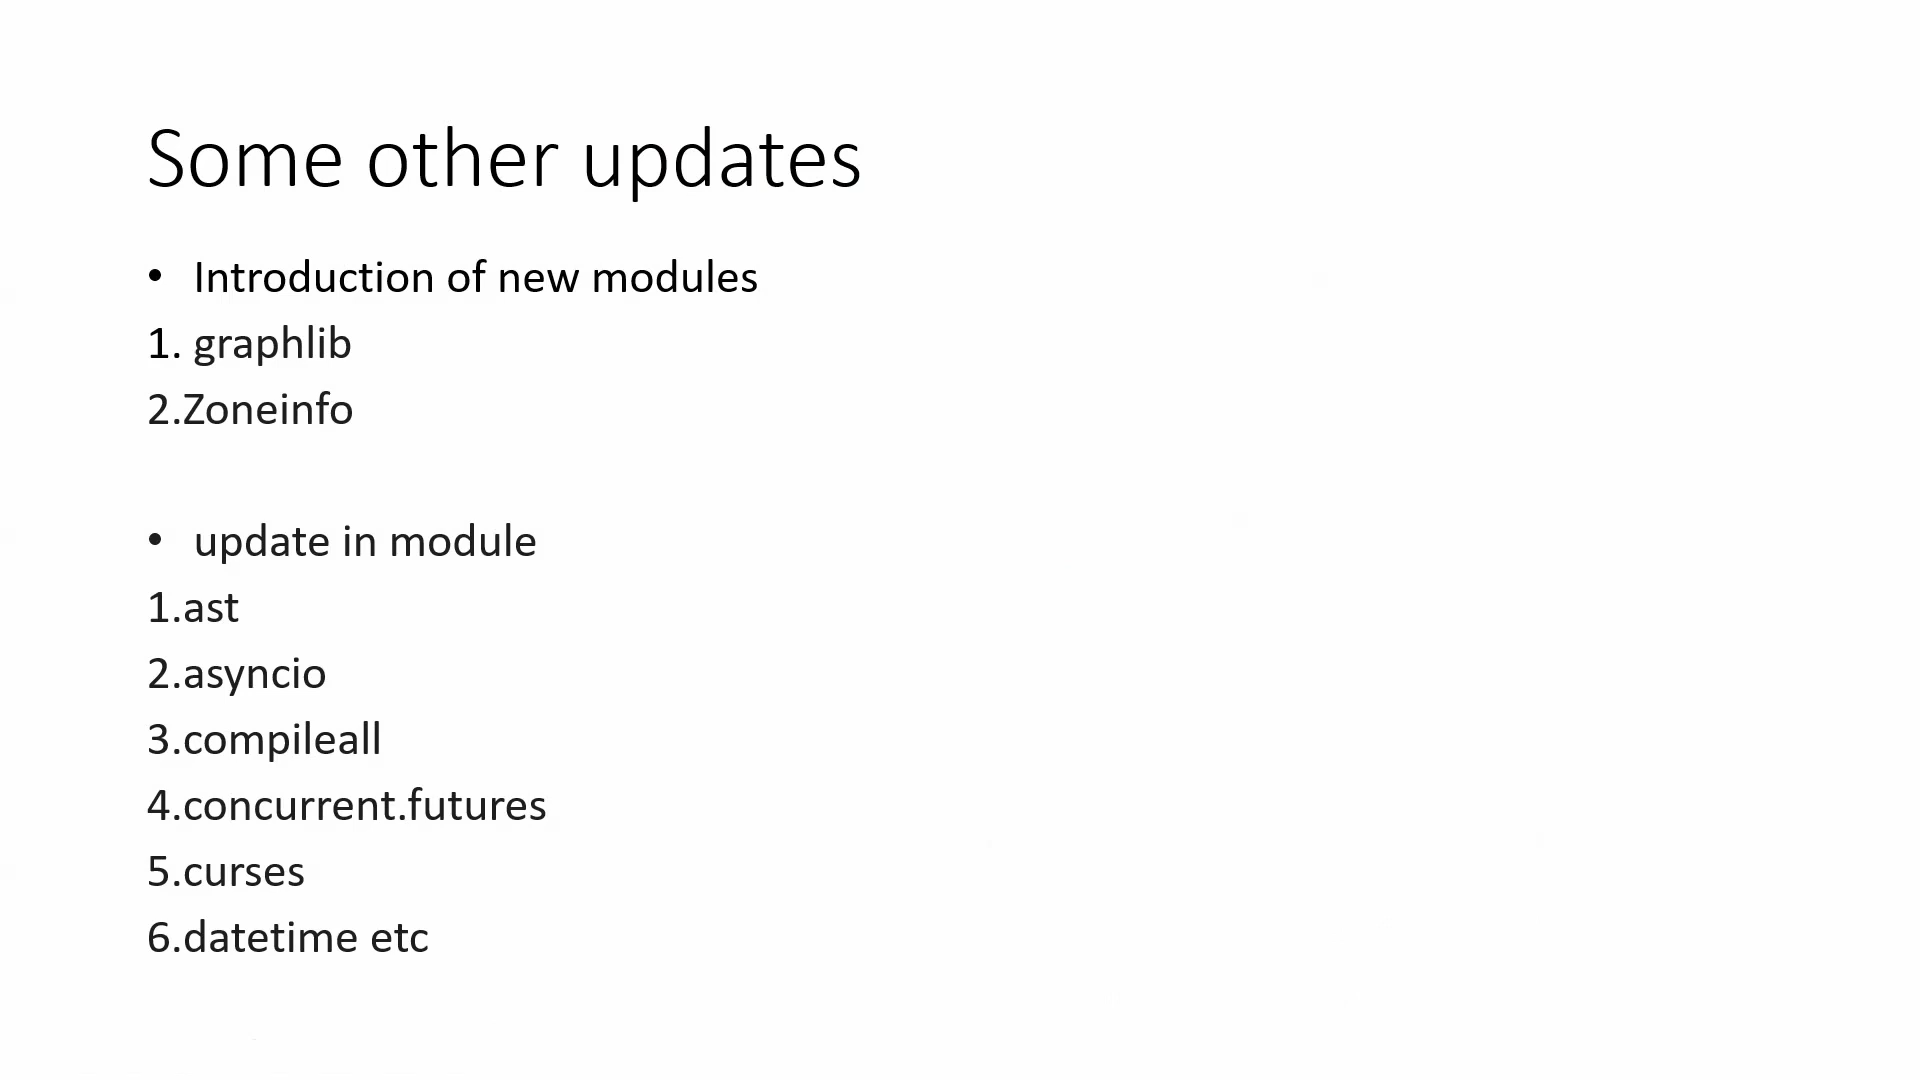 Some other updates
• Introduction of new modules
1. graphlib
2.Zoneinfo
• update in module
1.ast
2.asyncio
3.compileall
4.concurrent.futures
5.curses
6.datetime etc